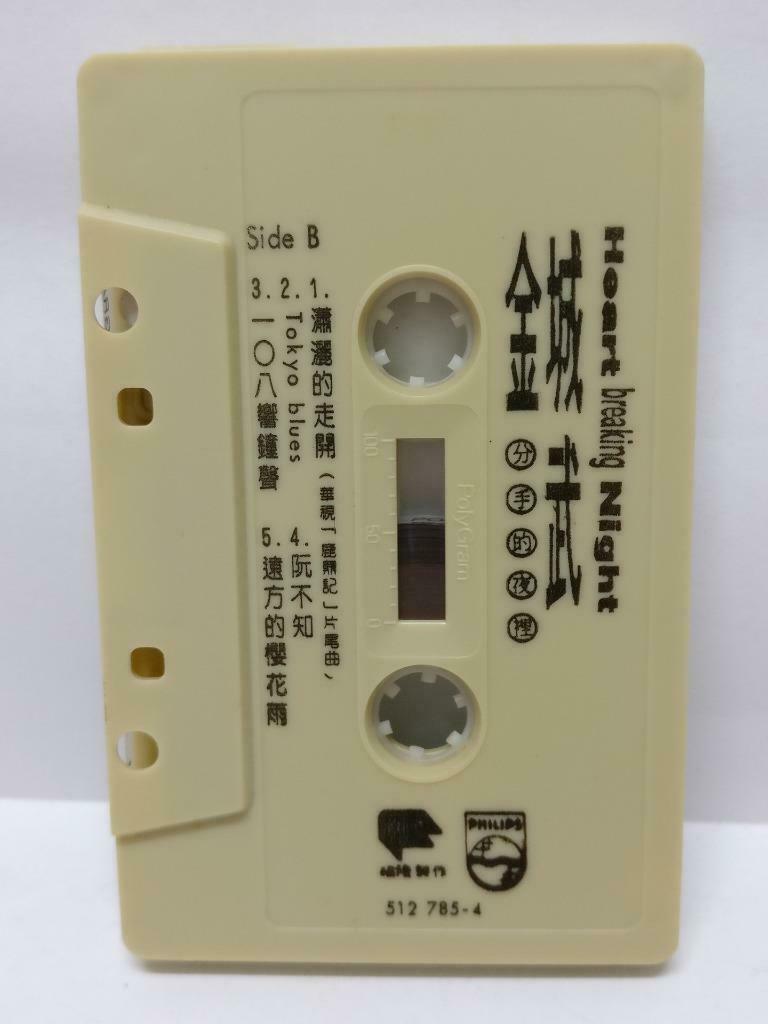 Heart breaking Night
金城武
分手的夜裡
Side B
1. 瀟灑的走開（華視「鹿鼎記」片尾曲）
2. Tokyo blues
3. 一〇八響鐘聲
4. 阮不知
5. 遠方的櫻花雨
PolyGram
100 50 0
PHILIPS
製作
512 785-4